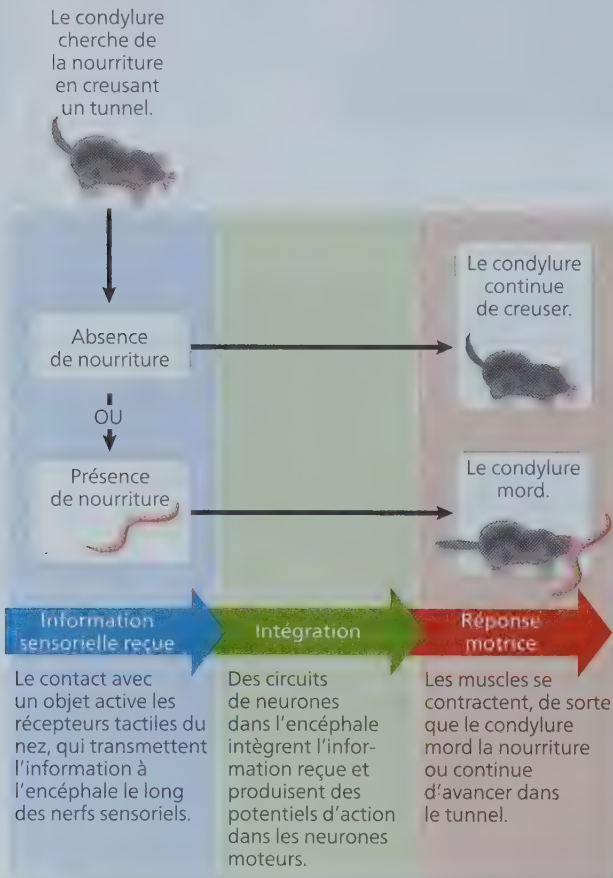 Le condylure
cherche de
la nourriture
en creusant
un tunnel.
Absence
de nourriture
Le condylure
continue
de creuser.
OU
Présence
de nourriture
Le condylure
mord.
Information
sensorielle reçue
Intégration
Réponse
motrice
Le contact avec
un objet active les
récepteurs tactiles du
nez, qui transmettent
l'information à
l'encéphale le long
des nerfs sensoriels.
Des circuits
de neurones
dans l'encéphale
intègrent l'infor-
mation reçue et
produisent des
potentiels d'action
dans les neurones
moteurs.
Les muscles se
contractent, de sorte
que le condylure
mord la nourriture
ou continue
d'avancer dans
le tunnel.